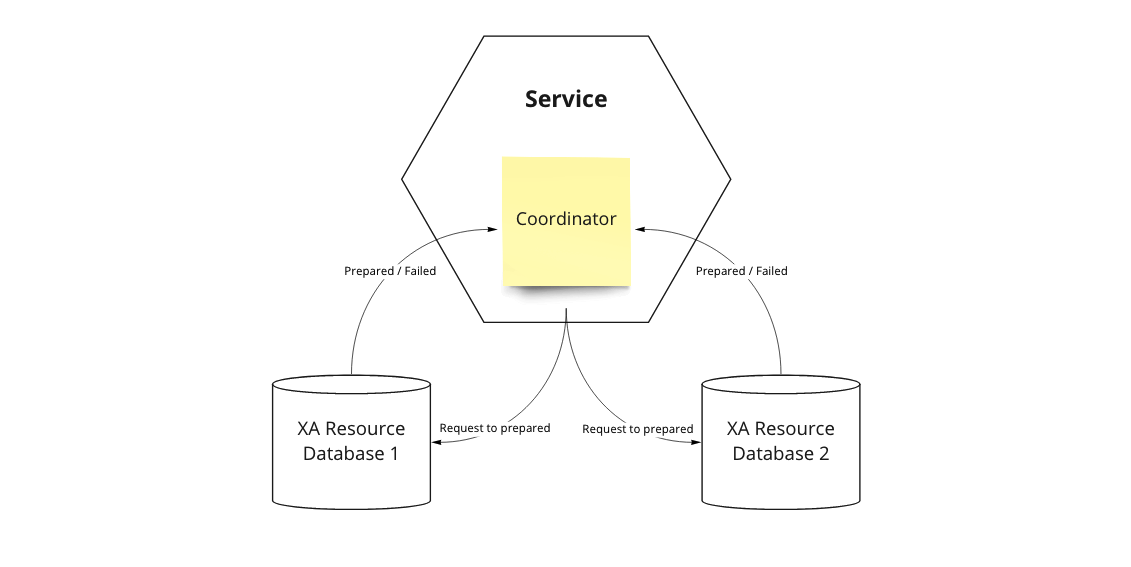 Service
Coordinator
Prepared / Failed
Prepared / Failed
XA Resource
Database 1
Request to prepared
Request to prepared
XA Resource
Database 2